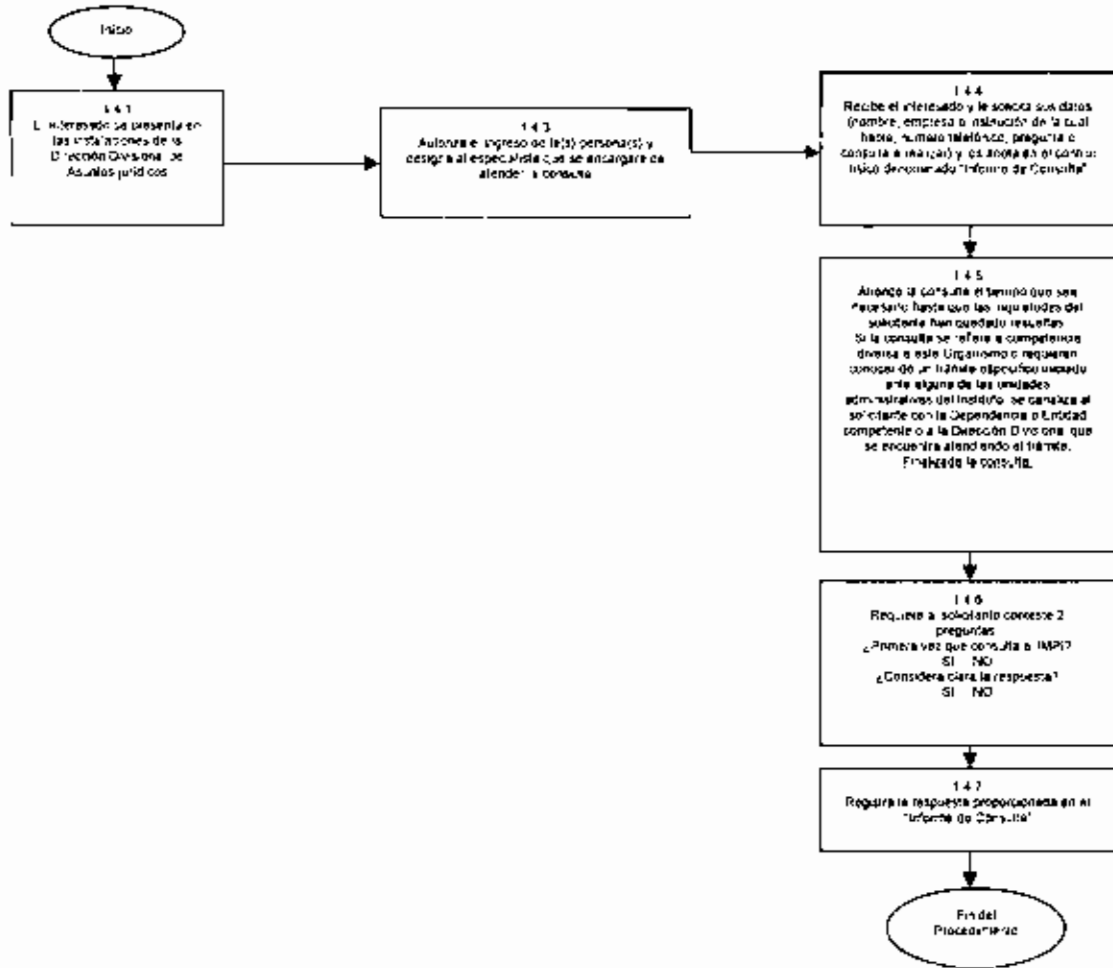 Inicio
1.4.1
El interesado se presenta en
las instalaciones de la
Dirección Divisional de
Asuntos jurídicos
1.4.3
Autoriza el ingreso de la(s) persona(s) y
designa al especialista que se encargará de
atender la consulta
1.4.4
Recibe el interesado y le solicita sus datos
(nombre, empresa o institución de la cual
habla, número telefónico, pregunta o
consulta a realizar) y los anota en el control
físico denominado "Informe de Consulta"
1.4.5
Atiende la consulta el tiempo que sea
necesario hasta que las inquietudes del
solicitante han quedado resueltas
Si la consulta se refiere a competencia
diversa a este Organismo o requieren
conocer de un trámite específico iniciado
ante alguna de las unidades
administrativas del Instituto, se canaliza al
solicitante con la Dependencia o Entidad
competente o a la Dirección Divisional que
se encuentra atendiendo el trámite.
Finalizada la consulta.
1.4.6
Requiere al solicitante conteste 2
preguntas
¿Primera vez que consulta al IMPI?
SI NO
¿Considera clara la respuesta?
SI NO
1.4.7
Registra la respuesta proporcionada en el
"Informe de Consulta"
Fin del
Procedimiento